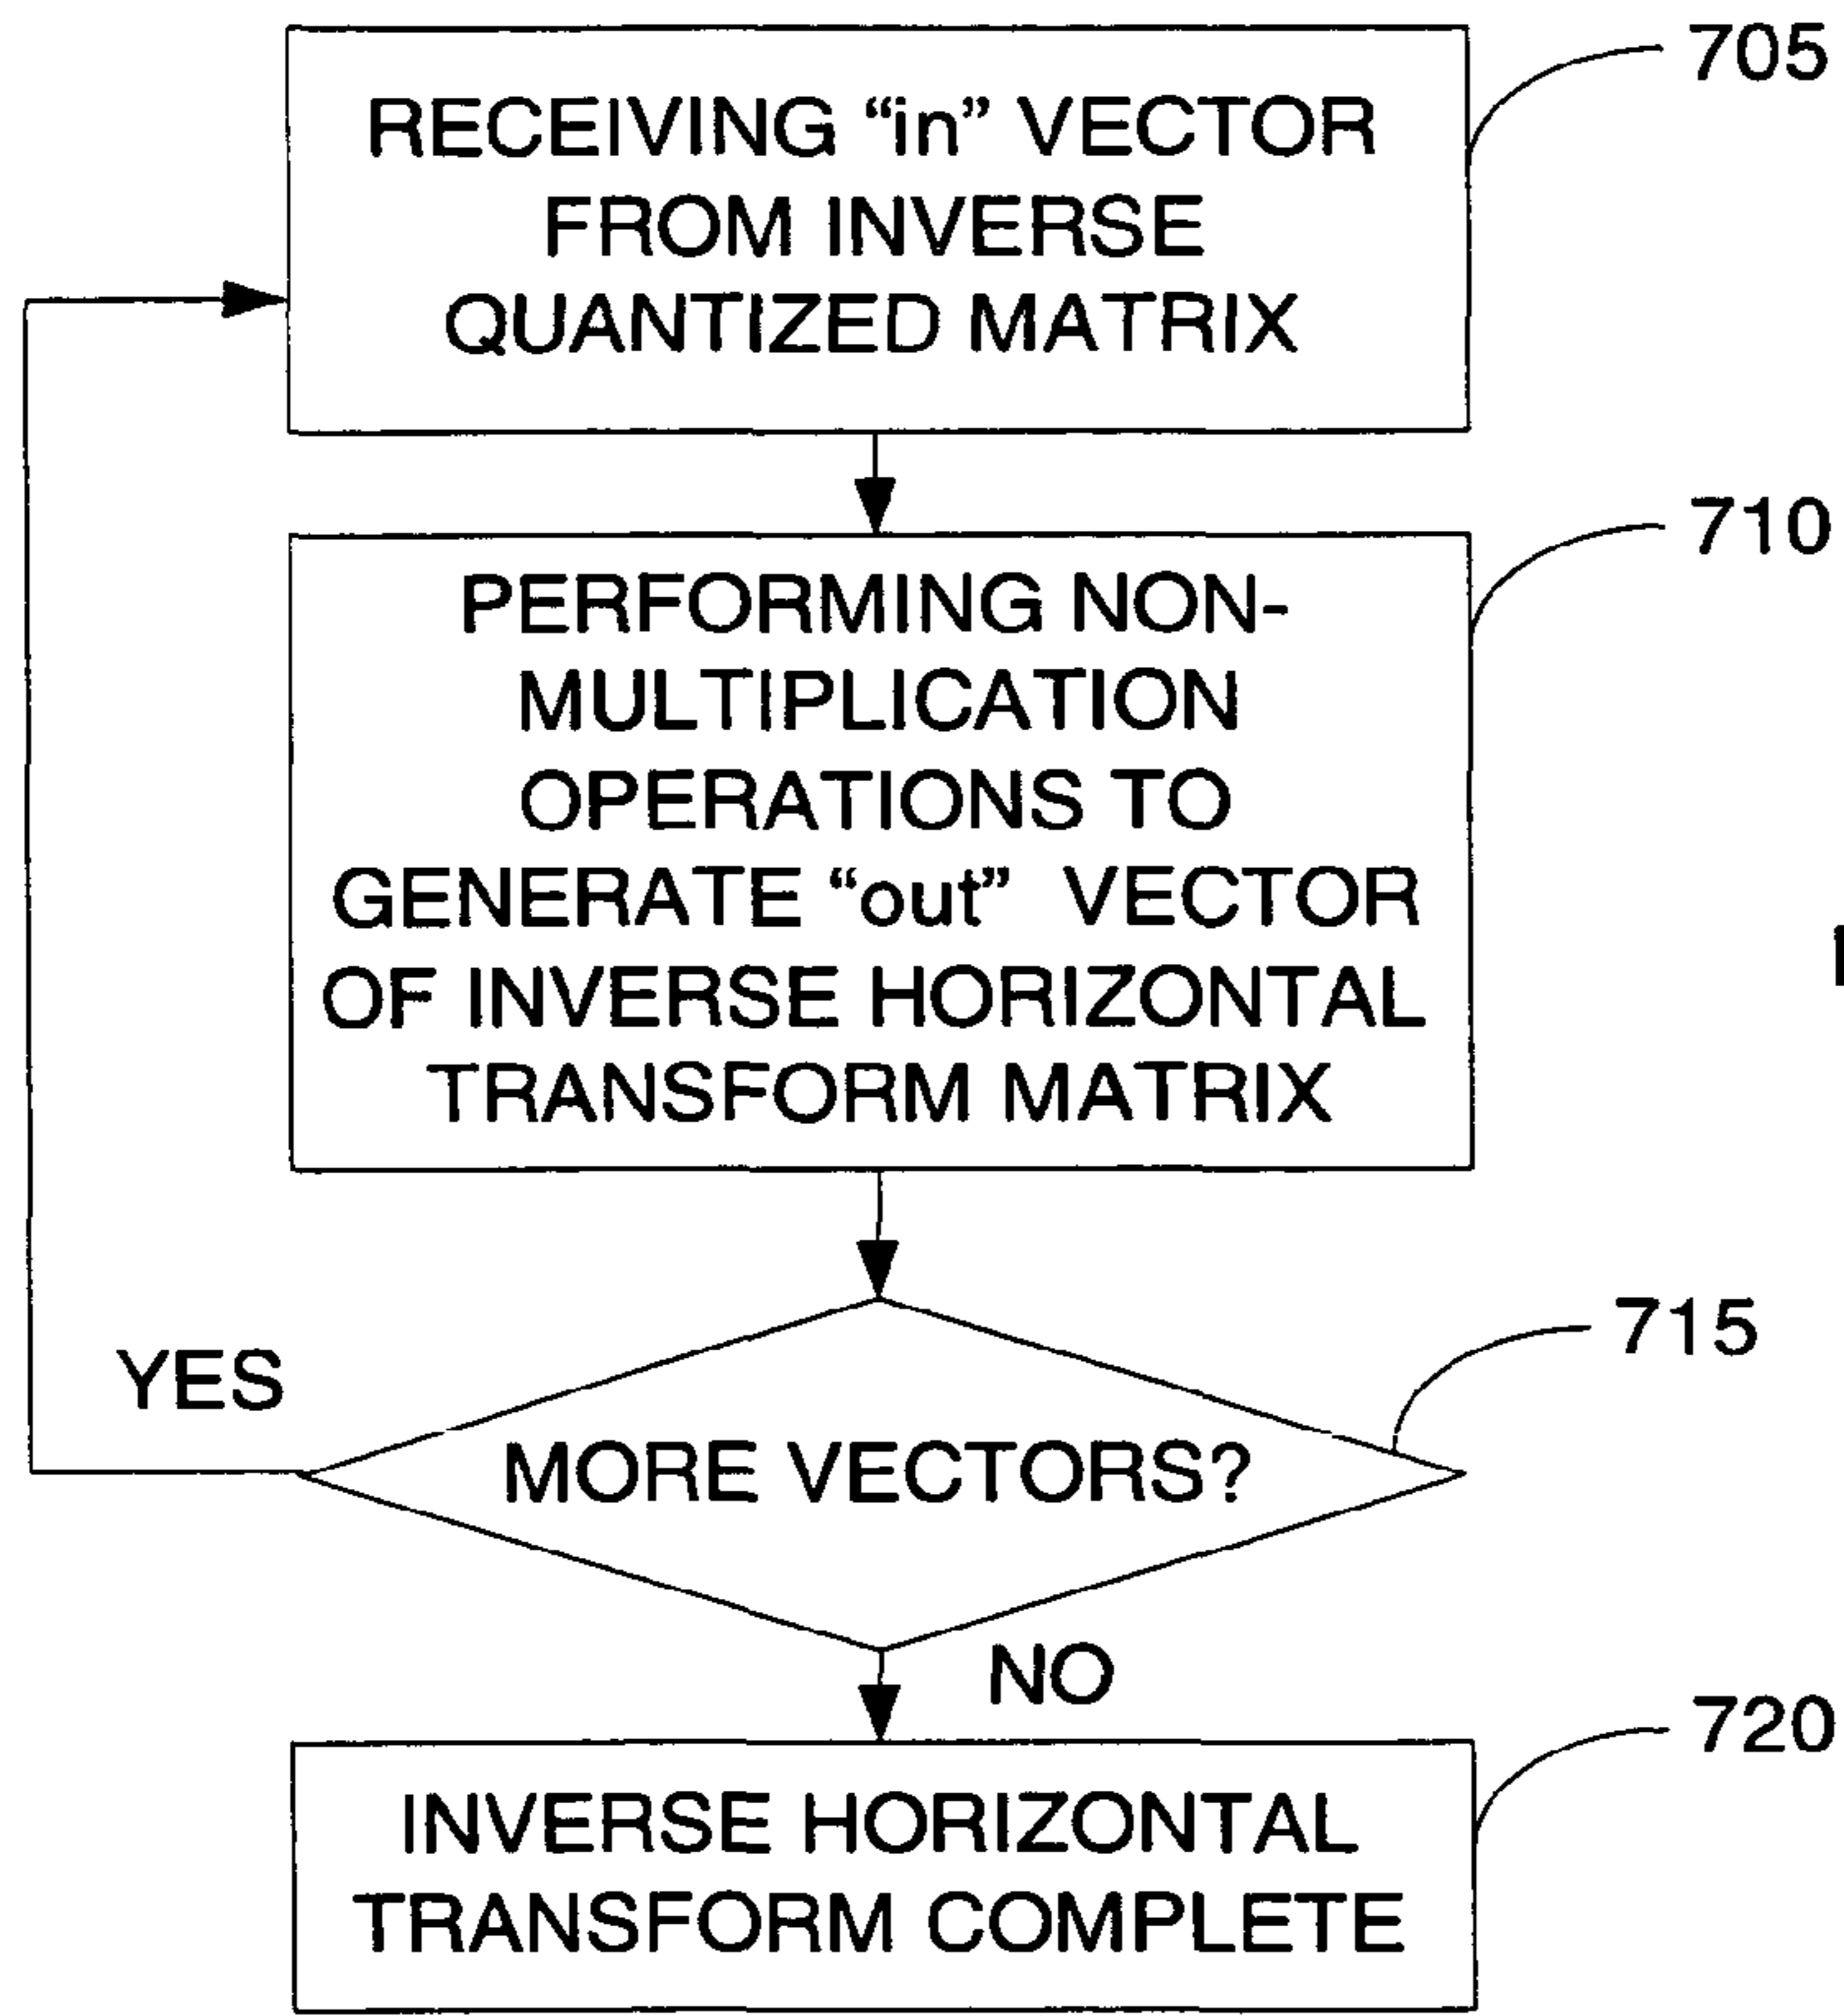 705
RECEIVING “in” VECTOR
FROM INVERSE
QUANTIZED MATRIX
710
PERFORMING NON-
MULTIPLICATION
OPERATIONS TO
GENERATE “out” VECTOR
OF INVERSE HORIZONTAL
TRANSFORM MATRIX
715
YES
MORE VECTORS?
NO
720
INVERSE HORIZONTAL
TRANSFORM COMPLETE